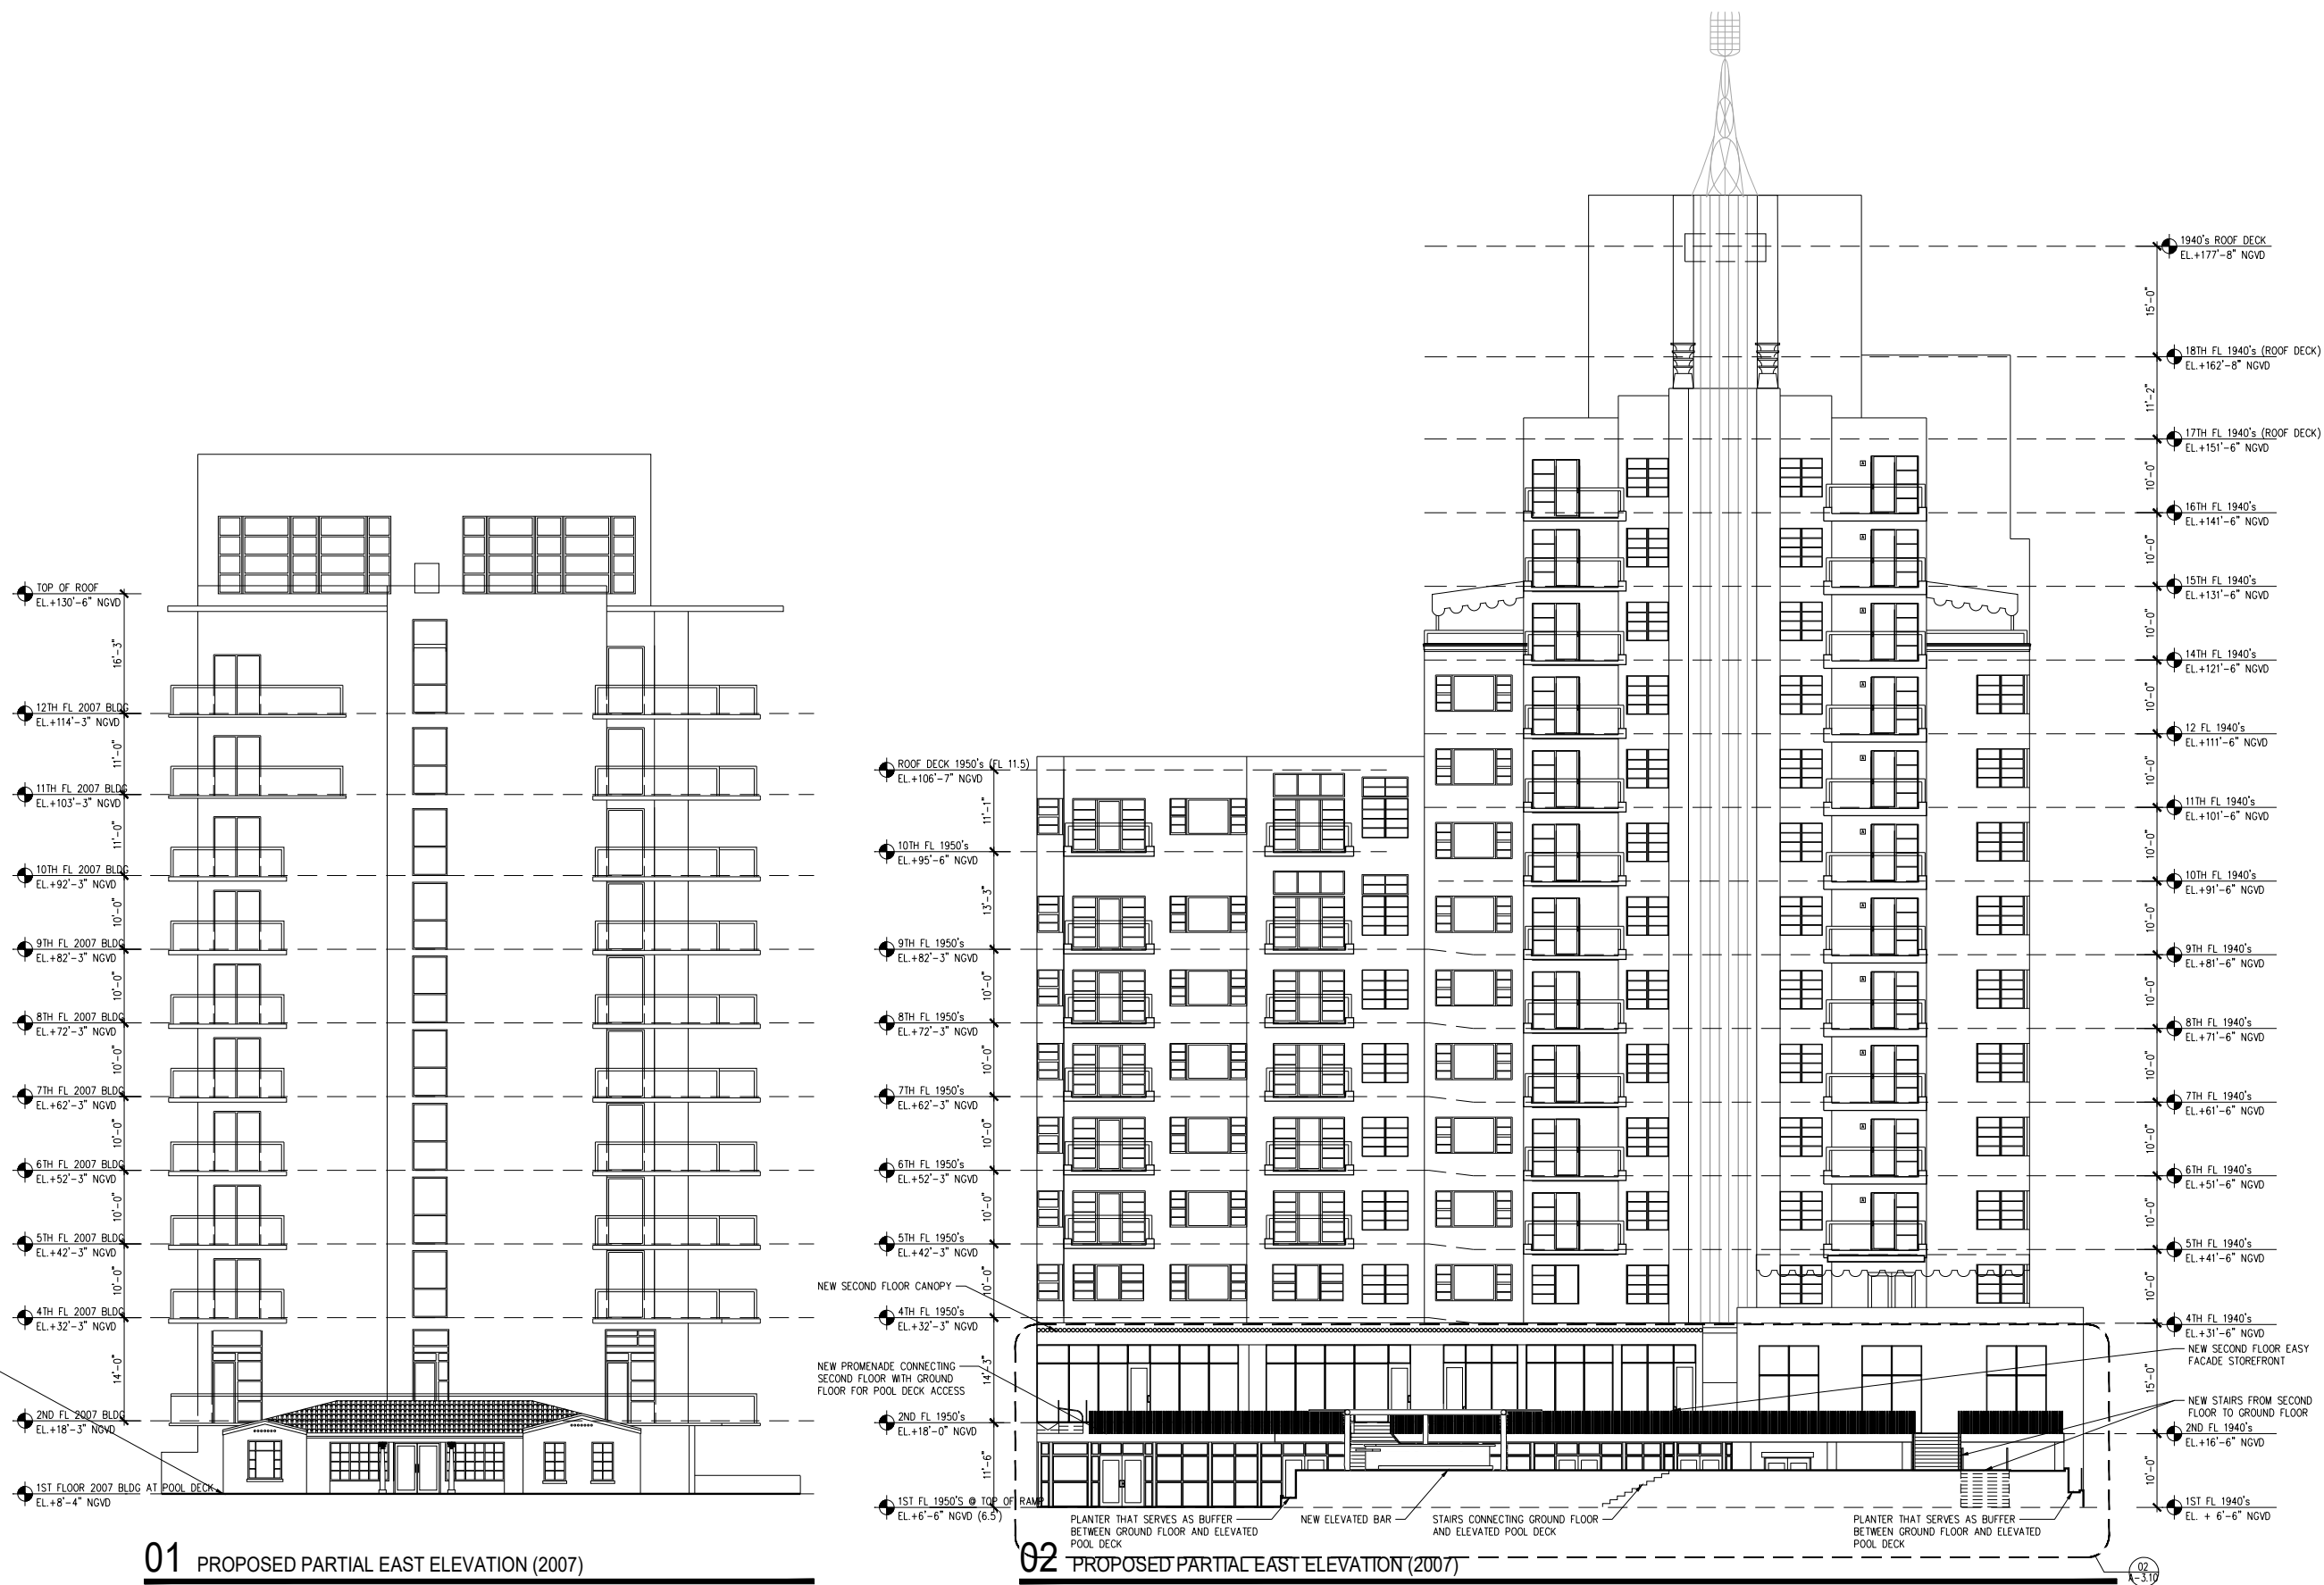 TOP OF ROOF
EL.+130'-6" NGVD
16'-3"
12TH FL 2007 BLDG
EL.+114'-3" NGVD
11'-0"
11TH FL 2007 BLDG
EL.+103'-3" NGVD
11'-0"
10TH FL 2007 BLDG
EL.+92'-3" NGVD
10'-0"
9TH FL 2007 BLDG
EL.+82'-3" NGVD
10'-0"
8TH FL 2007 BLDG
EL.+72'-3" NGVD
10'-0"
7TH FL 2007 BLDG
EL.+62'-3" NGVD
10'-0"
6TH FL 2007 BLDG
EL.+52'-3" NGVD
10'-0"
5TH FL 2007 BLDG
EL.+42'-3" NGVD
10'-0"
4TH FL 2007 BLDG
EL.+32'-3" NGVD
14'-0"
2ND FL 2007 BLDG
EL.+18'-3" NGVD
1ST FLOOR 2007 BLDG AT POOL DECK
EL.+8'-4" NGVD
01 PROPOSED PARTIAL EAST ELEVATION (2007)
ROOF DECK 1950's (FL 11.5)
EL.+106'-7" NGVD
11'-1"
10TH FL 1950's
EL.+95'-6" NGVD
13'-3"
9TH FL 1950's
EL.+82'-3" NGVD
10'-0"
8TH FL 1950's
EL.+72'-3" NGVD
10'-0"
7TH FL 1950's
EL.+62'-3" NGVD
10'-0"
6TH FL 1950's
EL.+52'-3" NGVD
10'-0"
5TH FL 1950's
EL.+42'-3" NGVD
NEW SECOND FLOOR CANOPY
10'-0"
4TH FL 1950's
EL.+32'-3" NGVD
NEW PROMENADE CONNECTING
SECOND FLOOR WITH GROUND
FLOOR FOR POOL DECK ACCESS
14'-3"
2ND FL 1950's
EL.+18'-0" NGVD
11'-6"
1ST FL 1950'S @ TOP OF RAMP
EL.+6'-6" NGVD (6.5')
PLANTER THAT SERVES AS BUFFER
BETWEEN GROUND FLOOR AND ELEVATED
POOL DECK
NEW ELEVATED BAR
STAIRS CONNECTING GROUND FLOOR
AND ELEVATED POOL DECK
PLANTER THAT SERVES AS BUFFER
BETWEEN GROUND FLOOR AND ELEVATED
POOL DECK
02 PROPOSED PARTIAL EAST ELEVATION (2007)
1940's ROOF DECK
EL.+177'-8" NGVD
15'-0"
18TH FL 1940's (ROOF DECK)
EL.+162'-8" NGVD
11'-2"
17TH FL 1940's (ROOF DECK)
EL.+151'-6" NGVD
10'-0"
16TH FL 1940's
EL.+141'-6" NGVD
10'-0"
15TH FL 1940's
EL.+131'-6" NGVD
10'-0"
14TH FL 1940's
EL.+121'-6" NGVD
10'-0"
12 FL 1940's
EL.+111'-6" NGVD
10'-0"
11TH FL 1940's
EL.+101'-6" NGVD
10'-0"
10TH FL 1940's
EL.+91'-6" NGVD
10'-0"
9TH FL 1940's
EL.+81'-6" NGVD
10'-0"
8TH FL 1940's
EL.+71'-6" NGVD
10'-0"
7TH FL 1940's
EL.+61'-6" NGVD
10'-0"
6TH FL 1940's
EL.+51'-6" NGVD
10'-0"
5TH FL 1940's
EL.+41'-6" NGVD
10'-0"
4TH FL 1940's
EL.+31'-6" NGVD
NEW SECOND FLOOR EASY
FACADE STOREFRONT
15'-0"
NEW STAIRS FROM SECOND
FLOOR TO GROUND FLOOR
2ND FL 1940's
EL.+16'-6" NGVD
10'-0"
1ST FL 1940's
EL. + 6'-6" NGVD
02
A-3.10